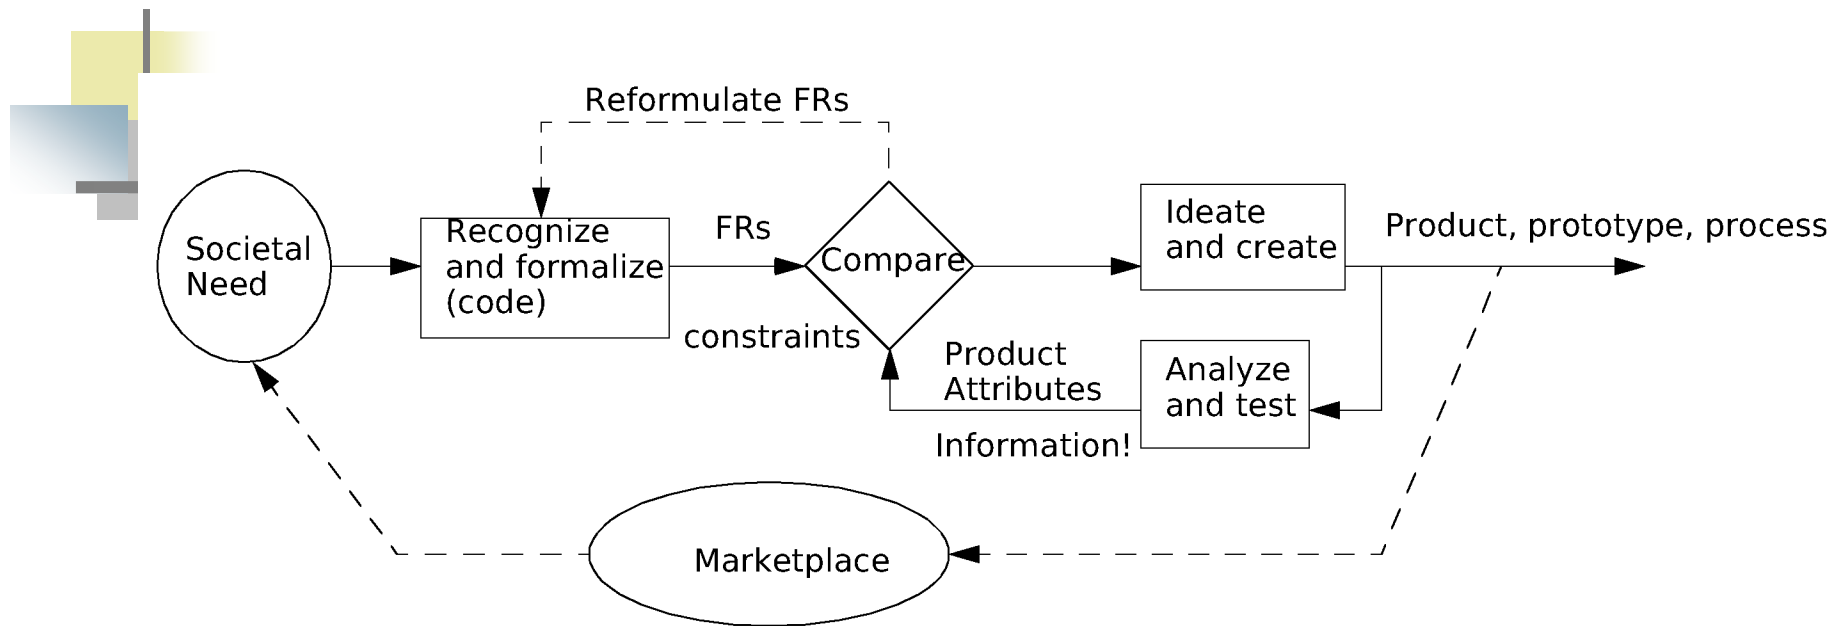 Reformulate FRs
Societal
Need
Recognize
and formalize
(code)
FRs
constraints
Compare
Ideate
and create
Product, prototype, process
Product
Attributes
Information!
Analyze
and test
Marketplace